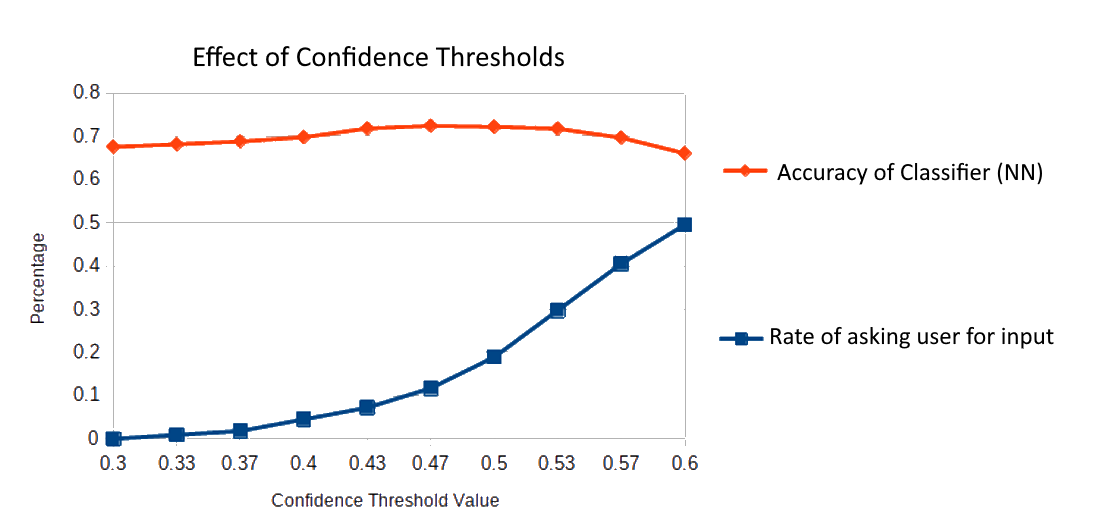 Effect of Confidence Thresholds
0.8
0.7
0.6
0.5
0.4
0.3
0.2
0.1
0
Percentage
0.3 0.33 0.37 0.4 0.43 0.47 0.5 0.53 0.57 0.6
Confidence Threshold Value
Accuracy of Classifier (NN)
Rate of asking user for input